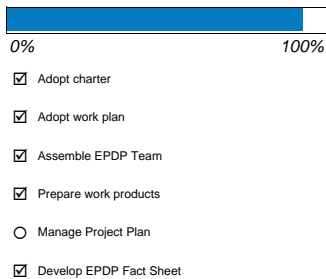 0% 100%
Adopt charter
Adopt work plan
Assemble EPDP Team
Prepare work products
Manage Project Plan
Develop EPDP Fact Sheet